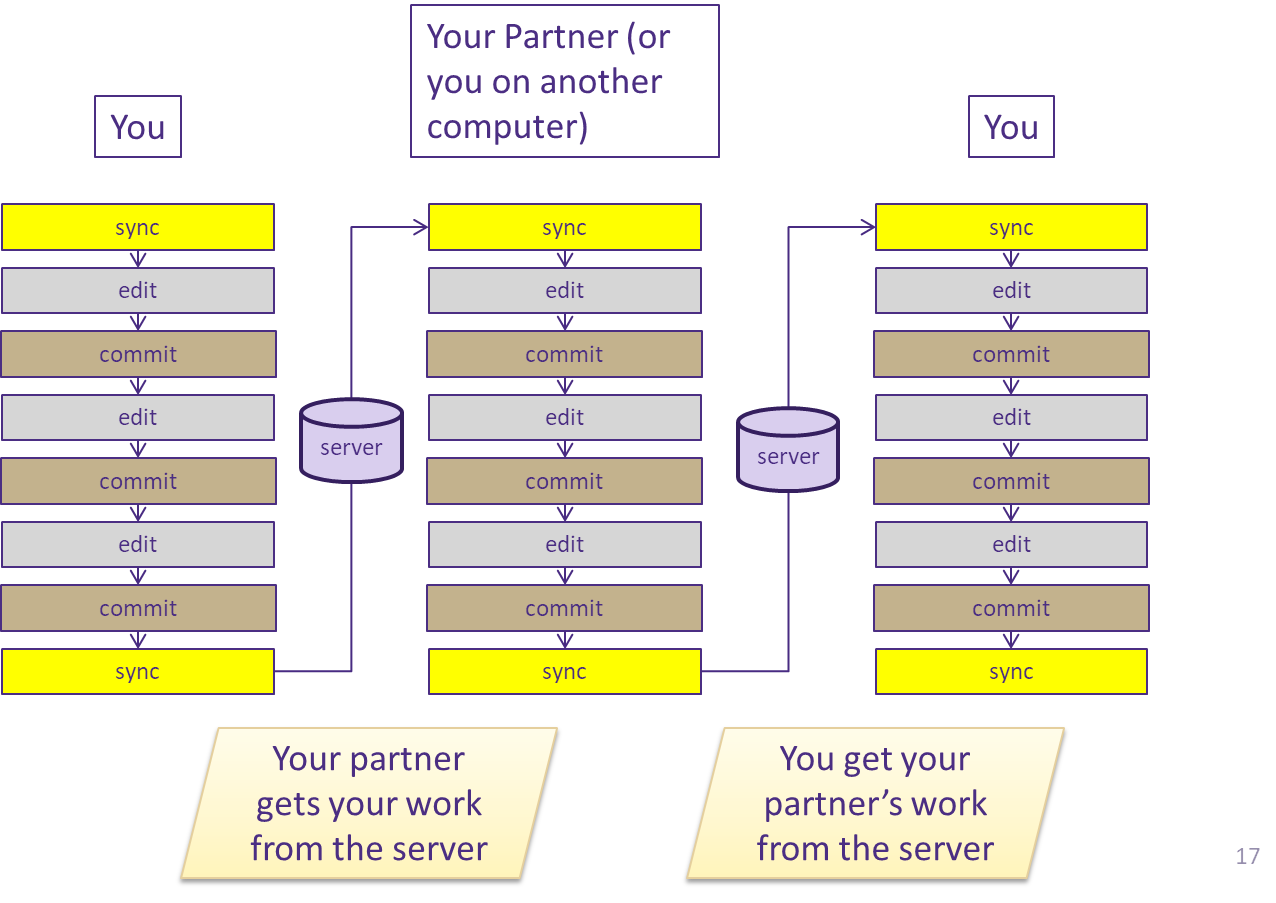 Your Partner (or
you on another
computer)
You
You
sync
edit
commit
edit
commit
edit
commit
sync
server
sync
edit
commit
edit
commit
edit
commit
sync
server
sync
edit
commit
edit
commit
edit
commit
sync
Your partner
gets your work
from the server
You get your
partner’s work
from the server
17